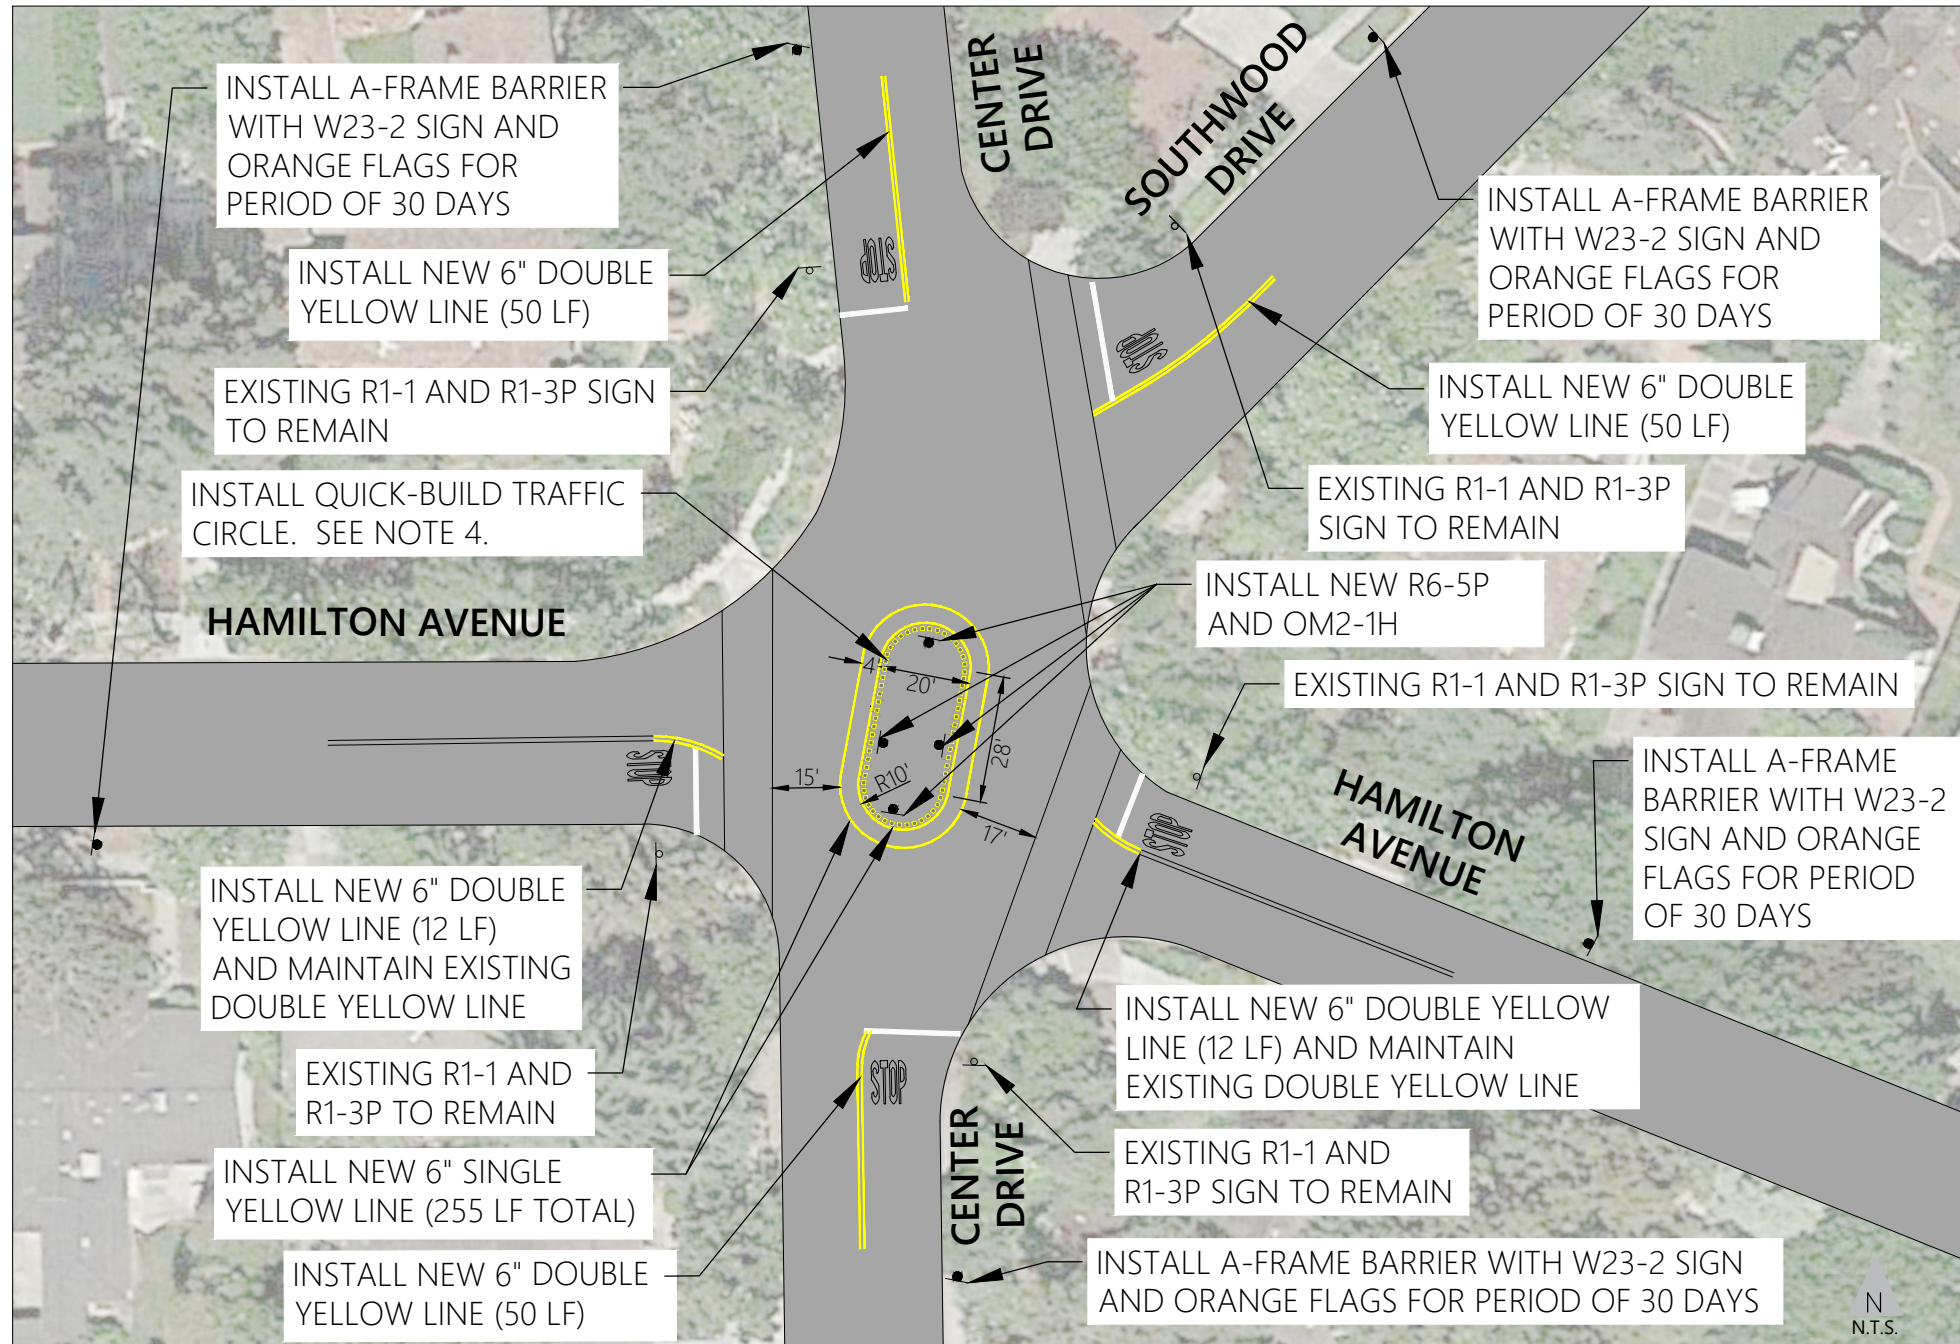 CENTER
DRIVE
SOUTHWOOD
DRIVE
INSTALL A-FRAME BARRIER
WITH W23-2 SIGN AND
ORANGE FLAGS FOR
PERIOD OF 30 DAYS
INSTALL A-FRAME BARRIER
WITH W23-2 SIGN AND
ORANGE FLAGS FOR
PERIOD OF 30 DAYS
INSTALL NEW 6" DOUBLE
YELLOW LINE (50 LF)
STOP
STOP
EXISTING R1-1 AND R1-3P SIGN
TO REMAIN
INSTALL NEW 6" DOUBLE
YELLOW LINE (50 LF)
INSTALL QUICK-BUILD TRAFFIC
CIRCLE. SEE NOTE 4.
EXISTING R1-1 AND R1-3P
SIGN TO REMAIN
INSTALL NEW R6-5P
AND OM2-1H
HAMILTON AVENUE
EXISTING R1-1 AND R1-3P SIGN TO REMAIN
4'
20'
28'
R10'
15'
17'
STOP
STOP
HAMILTON
AVENUE
INSTALL A-FRAME
BARRIER WITH W23-2
SIGN AND ORANGE
FLAGS FOR PERIOD
OF 30 DAYS
INSTALL NEW 6" DOUBLE
YELLOW LINE (12 LF)
AND MAINTAIN EXISTING
DOUBLE YELLOW LINE
INSTALL NEW 6" DOUBLE YELLOW
LINE (12 LF) AND MAINTAIN
EXISTING DOUBLE YELLOW LINE
EXISTING R1-1 AND
R1-3P TO REMAIN
STOP
CENTER
DRIVE
EXISTING R1-1 AND
R1-3P SIGN TO REMAIN
INSTALL NEW 6" SINGLE
YELLOW LINE (255 LF TOTAL)
INSTALL NEW 6" DOUBLE
YELLOW LINE (50 LF)
INSTALL A-FRAME BARRIER WITH W23-2 SIGN
AND ORANGE FLAGS FOR PERIOD OF 30 DAYS
N
N.T.S.